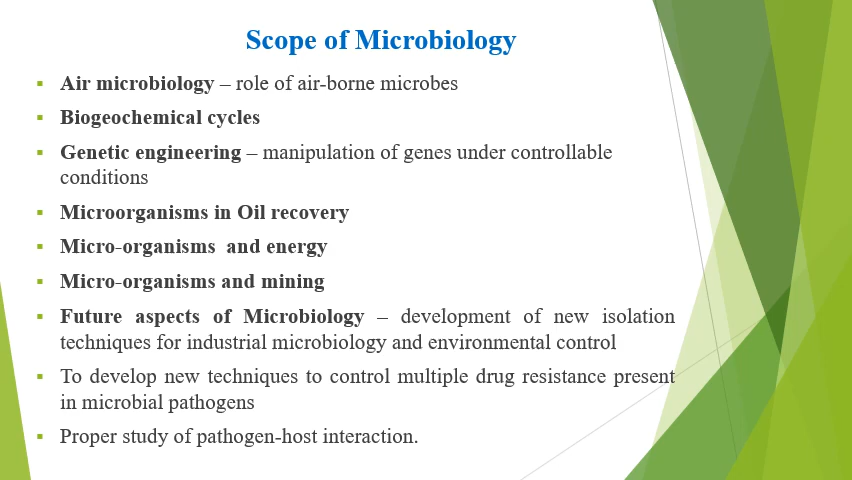 Scope of Microbiology
▪ Air microbiology – role of air-borne microbes
▪ Biogeochemical cycles
▪ Genetic engineering – manipulation of genes under controllable
conditions
▪ Microorganisms in Oil recovery
▪ Micro-organisms  and energy
▪ Micro-organisms and mining
▪ Future aspects of Microbiology – development of new isolation
techniques for industrial microbiology and environmental control
▪ To develop new techniques to control multiple drug resistance present
in microbial pathogens
▪ Proper study of pathogen-host interaction.